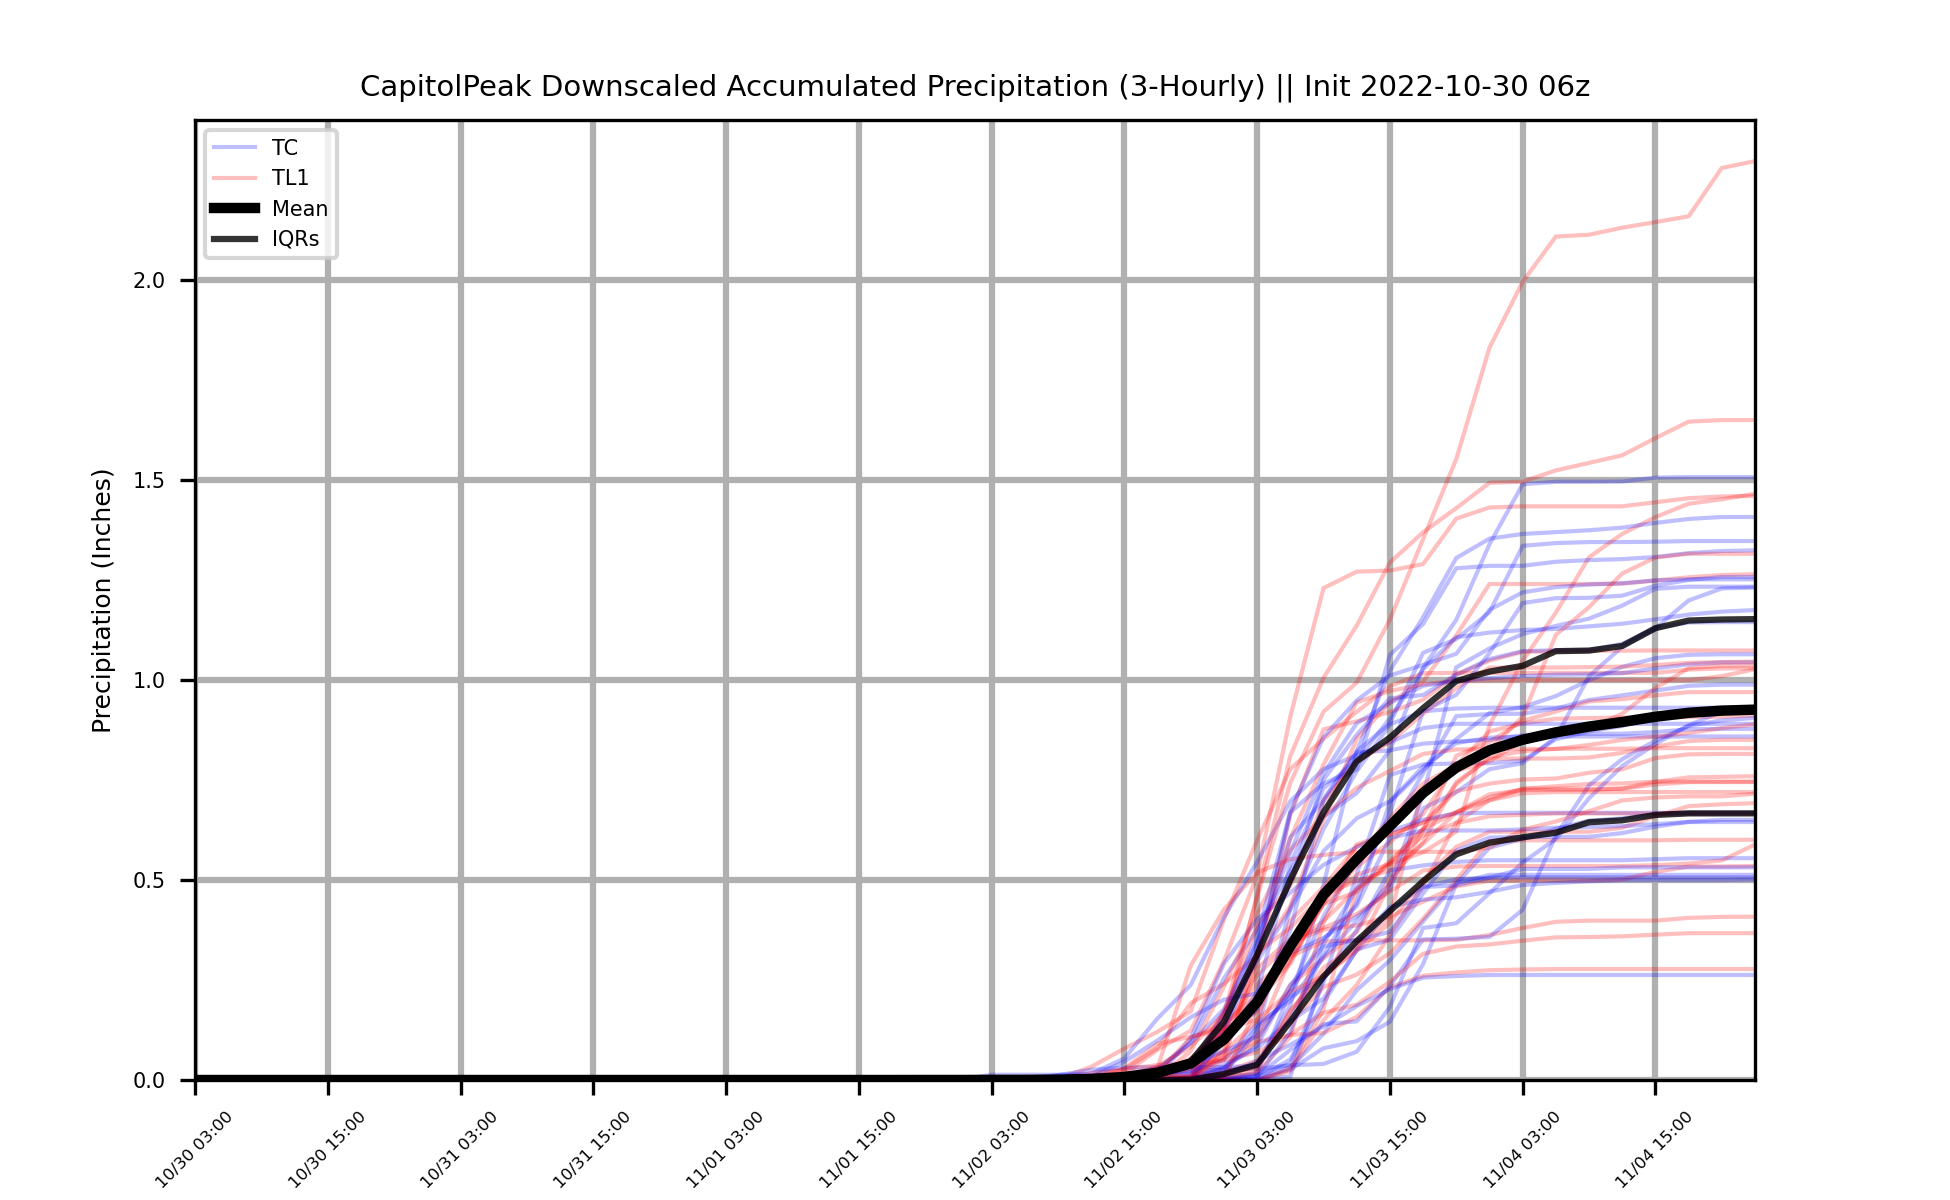 CapitolPeak Downscaled Accumulated Precipitation (3-Hourly) || Init 2022-10-30 06z
TC
TL1
Mean
IQRs
Precipitation (Inches)
2.0
1.5
1.0
0.5
0.0
10/30 03:00
10/30 15:00
10/31 03:00
10/31 15:00
11/01 03:00
11/01 15:00
11/02 03:00
11/02 15:00
11/03 03:00
11/03 15:00
11/04 03:00
11/04 15:00